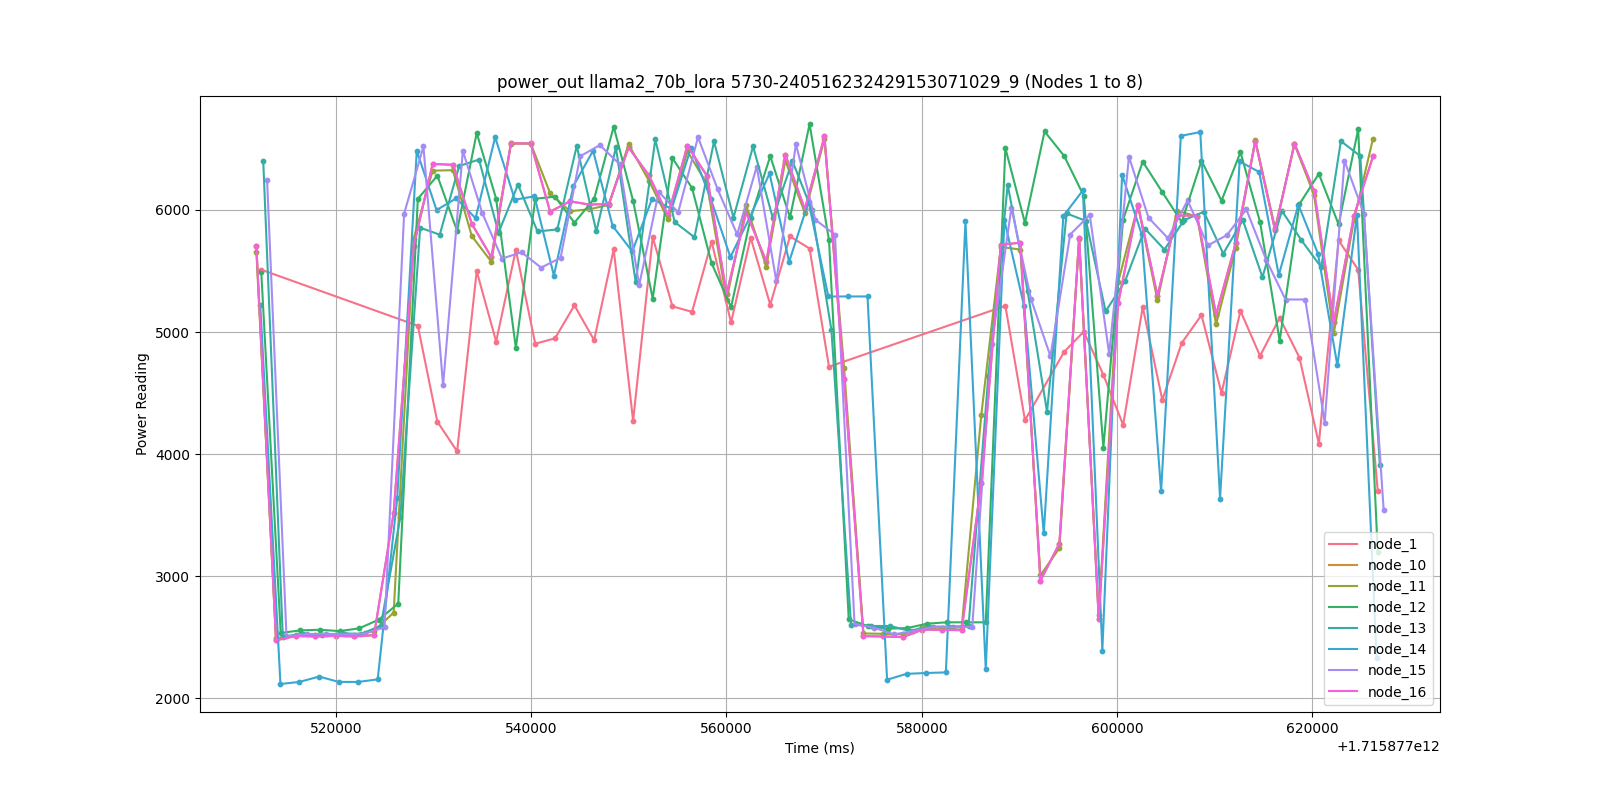 power_out llama2_70b_lora 5730-240516232429153071029_9 (Nodes 1 to 8)
Power Reading
6000
5000
4000
3000
2000
node_1
node_10
node_11
node_12
node_13
node_14
node_15
node_16
520000 540000 560000 580000 600000 620000
Time (ms)
+1.715877e12